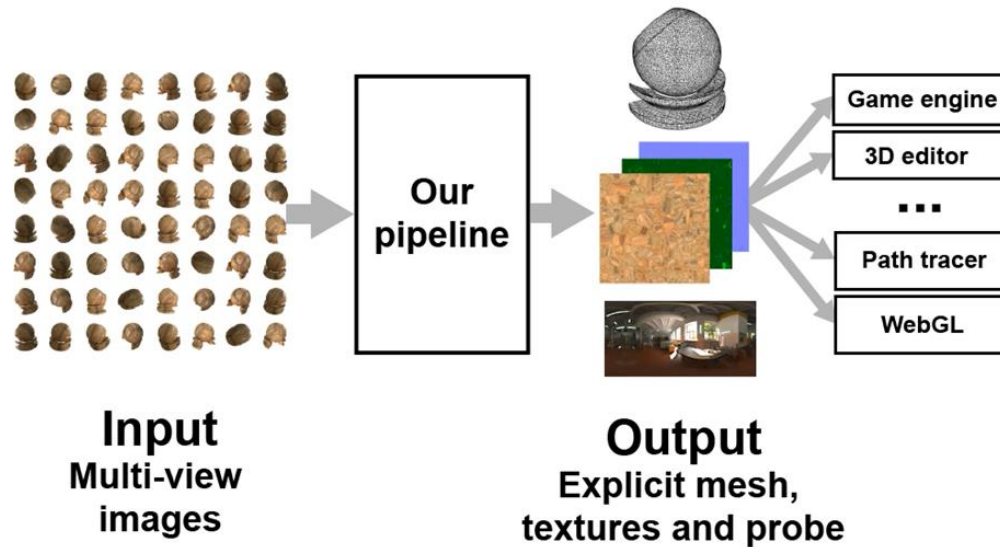 Our
pipeline
Game engine
3D editor
...
Path tracer
WebGL
Input
Multi-view
images
Output
Explicit mesh,
textures and probe